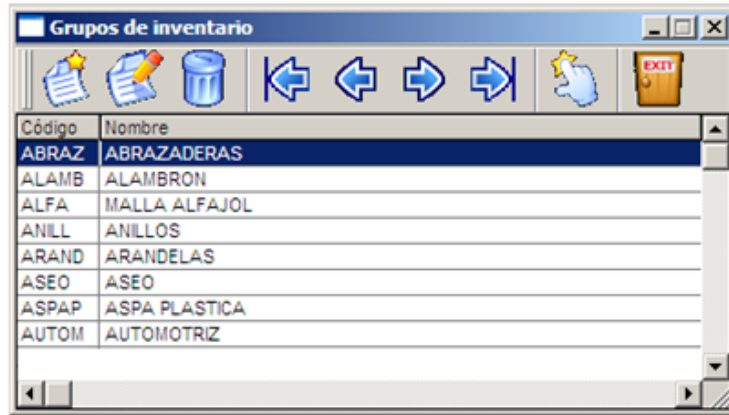 Grupos de inventario
EXIT
Código Nombre
ABRAZ ABRAZADERAS
ALAMB ALAMBRON
ALFA MALLA ALFAJOL
ANILL ANILLOS
ARAND ARANDELAS
ASEO ASEO
ASPAP ASPA PLASTICA
AUTOM AUTOMOTRIZ